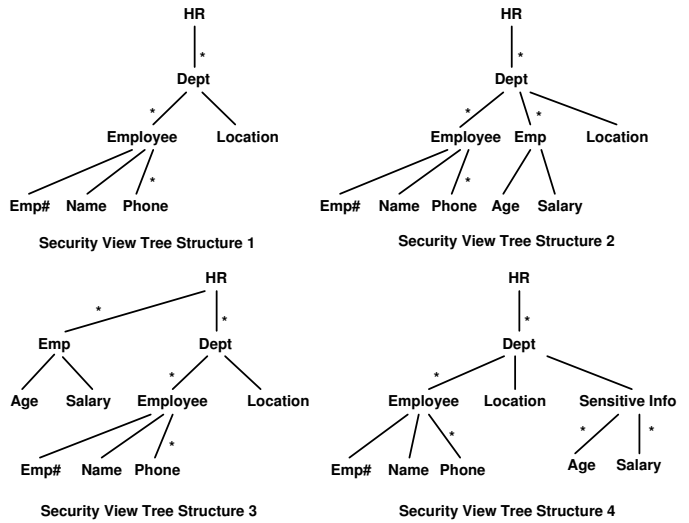 HR
*
Dept
*
Employee Location
*
Emp# Name Phone
Security View Tree Structure 1
HR
*
Dept
* *
Employee Emp Location
*
Emp# Name Phone Age Salary
Security View Tree Structure 2
HR
* *
Emp Dept
*
Age Salary Employee Location
*
Emp# Name Phone
Security View Tree Structure 3
HR
*
Dept
*
Employee Location Sensitive Info
* * *
Emp# Name Phone Age Salary
Security View Tree Structure 4